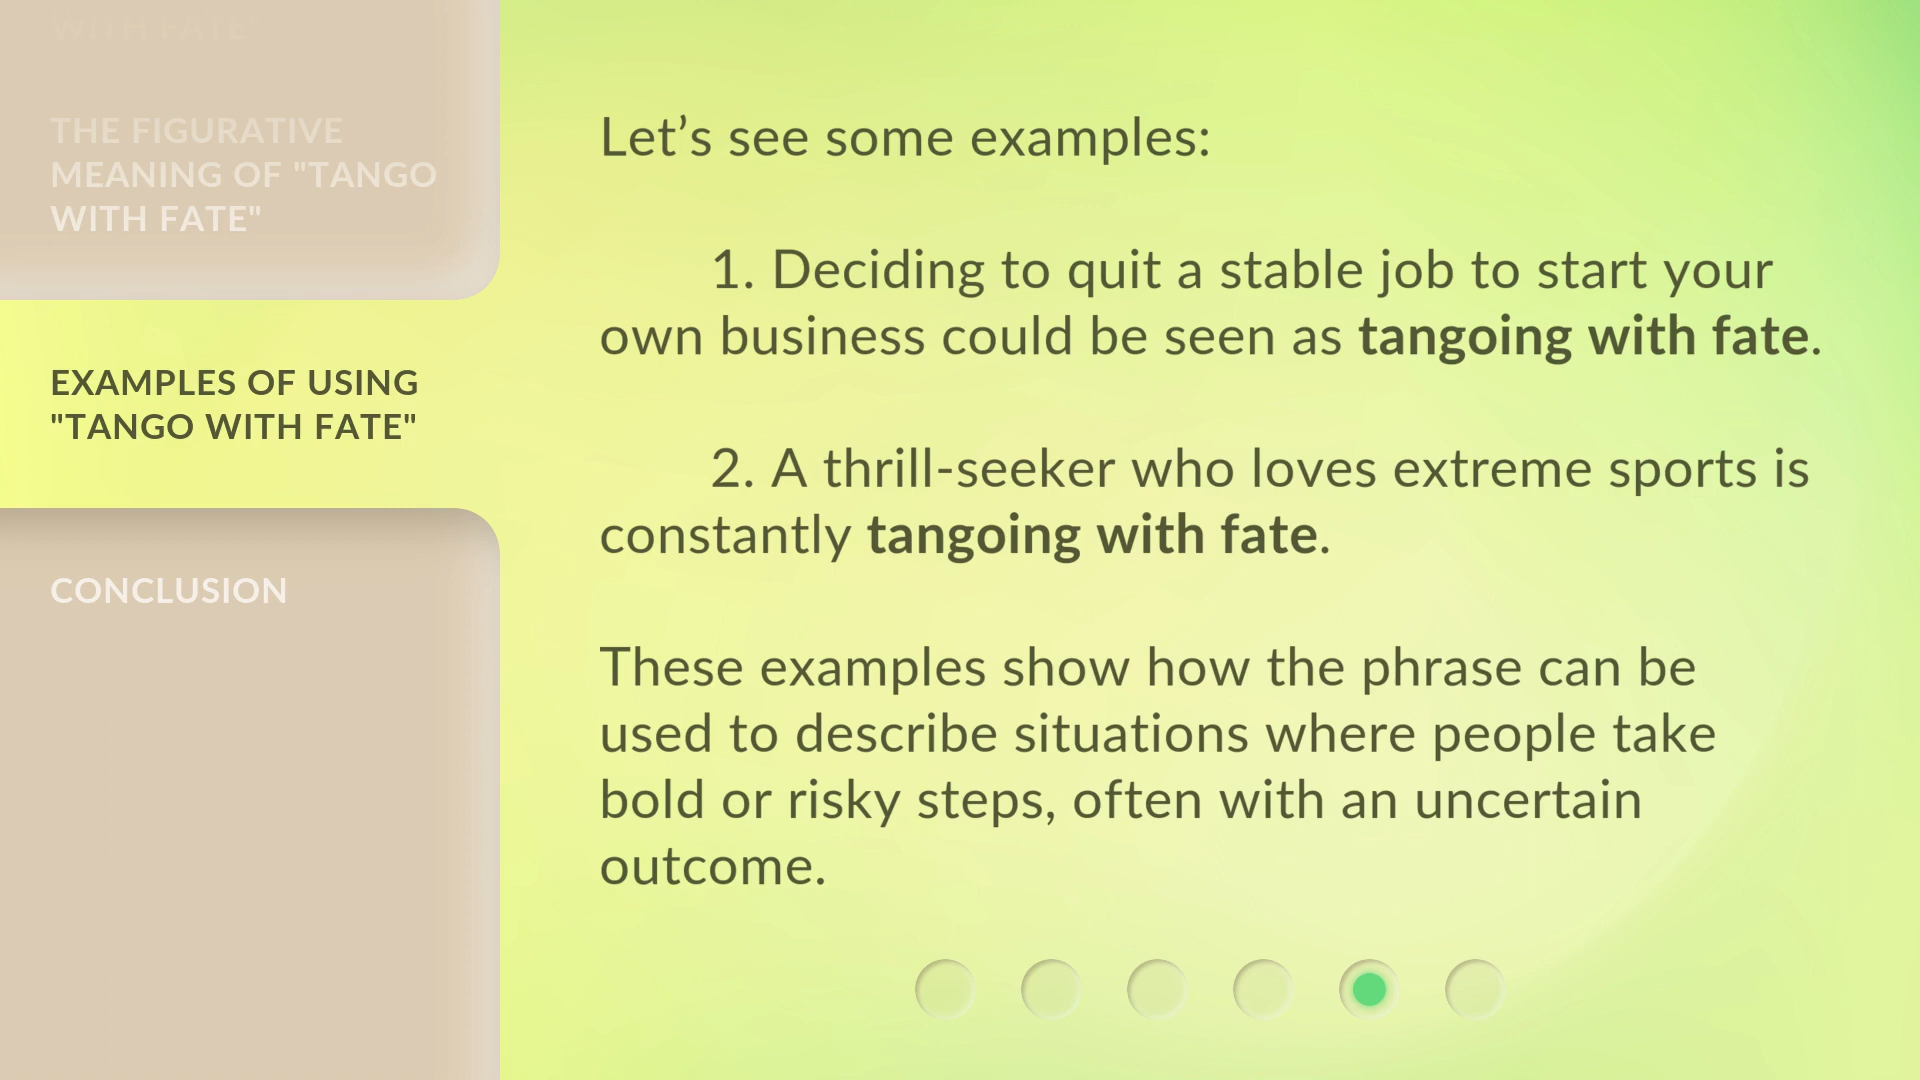 WITH FATE"
THE FIGURATIVE
MEANING OF "TANGO
WITH FATE"
EXAMPLES OF USING
"TANGO WITH FATE"
CONCLUSION
Let’s see some examples:
1. Deciding to quit a stable job to start your
own business could be seen as tangoing with fate.
2. A thrill-seeker who loves extreme sports is
constantly tangoing with fate.
These examples show how the phrase can be
used to describe situations where people take
bold or risky steps, often with an uncertain
outcome.